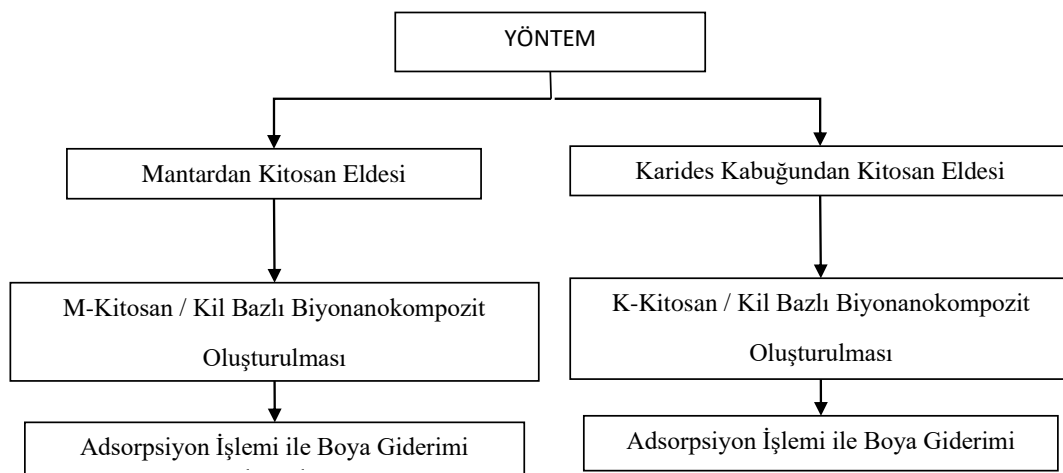 YÖNTEM
Mantardan Kitosan Eldesi
Karides Kabuğundan Kitosan Eldesi
M-Kitosan / Kil Bazlı Biyonanokompozit
Oluşturulması
K-Kitosan / Kil Bazlı Biyonanokompozit
Oluşturulması
Adsorpsiyon İşlemi ile Boya Giderimi
Adsorpsiyon İşlemi ile Boya Giderimi